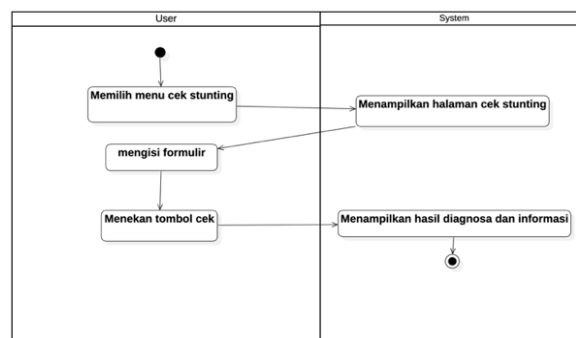 User
System
Memilih menu cek stunting
Menampilkan halaman cek stunting
mengisi formulir
Menekan tombol cek
Menampilkan hasil diagnosa dan informasi